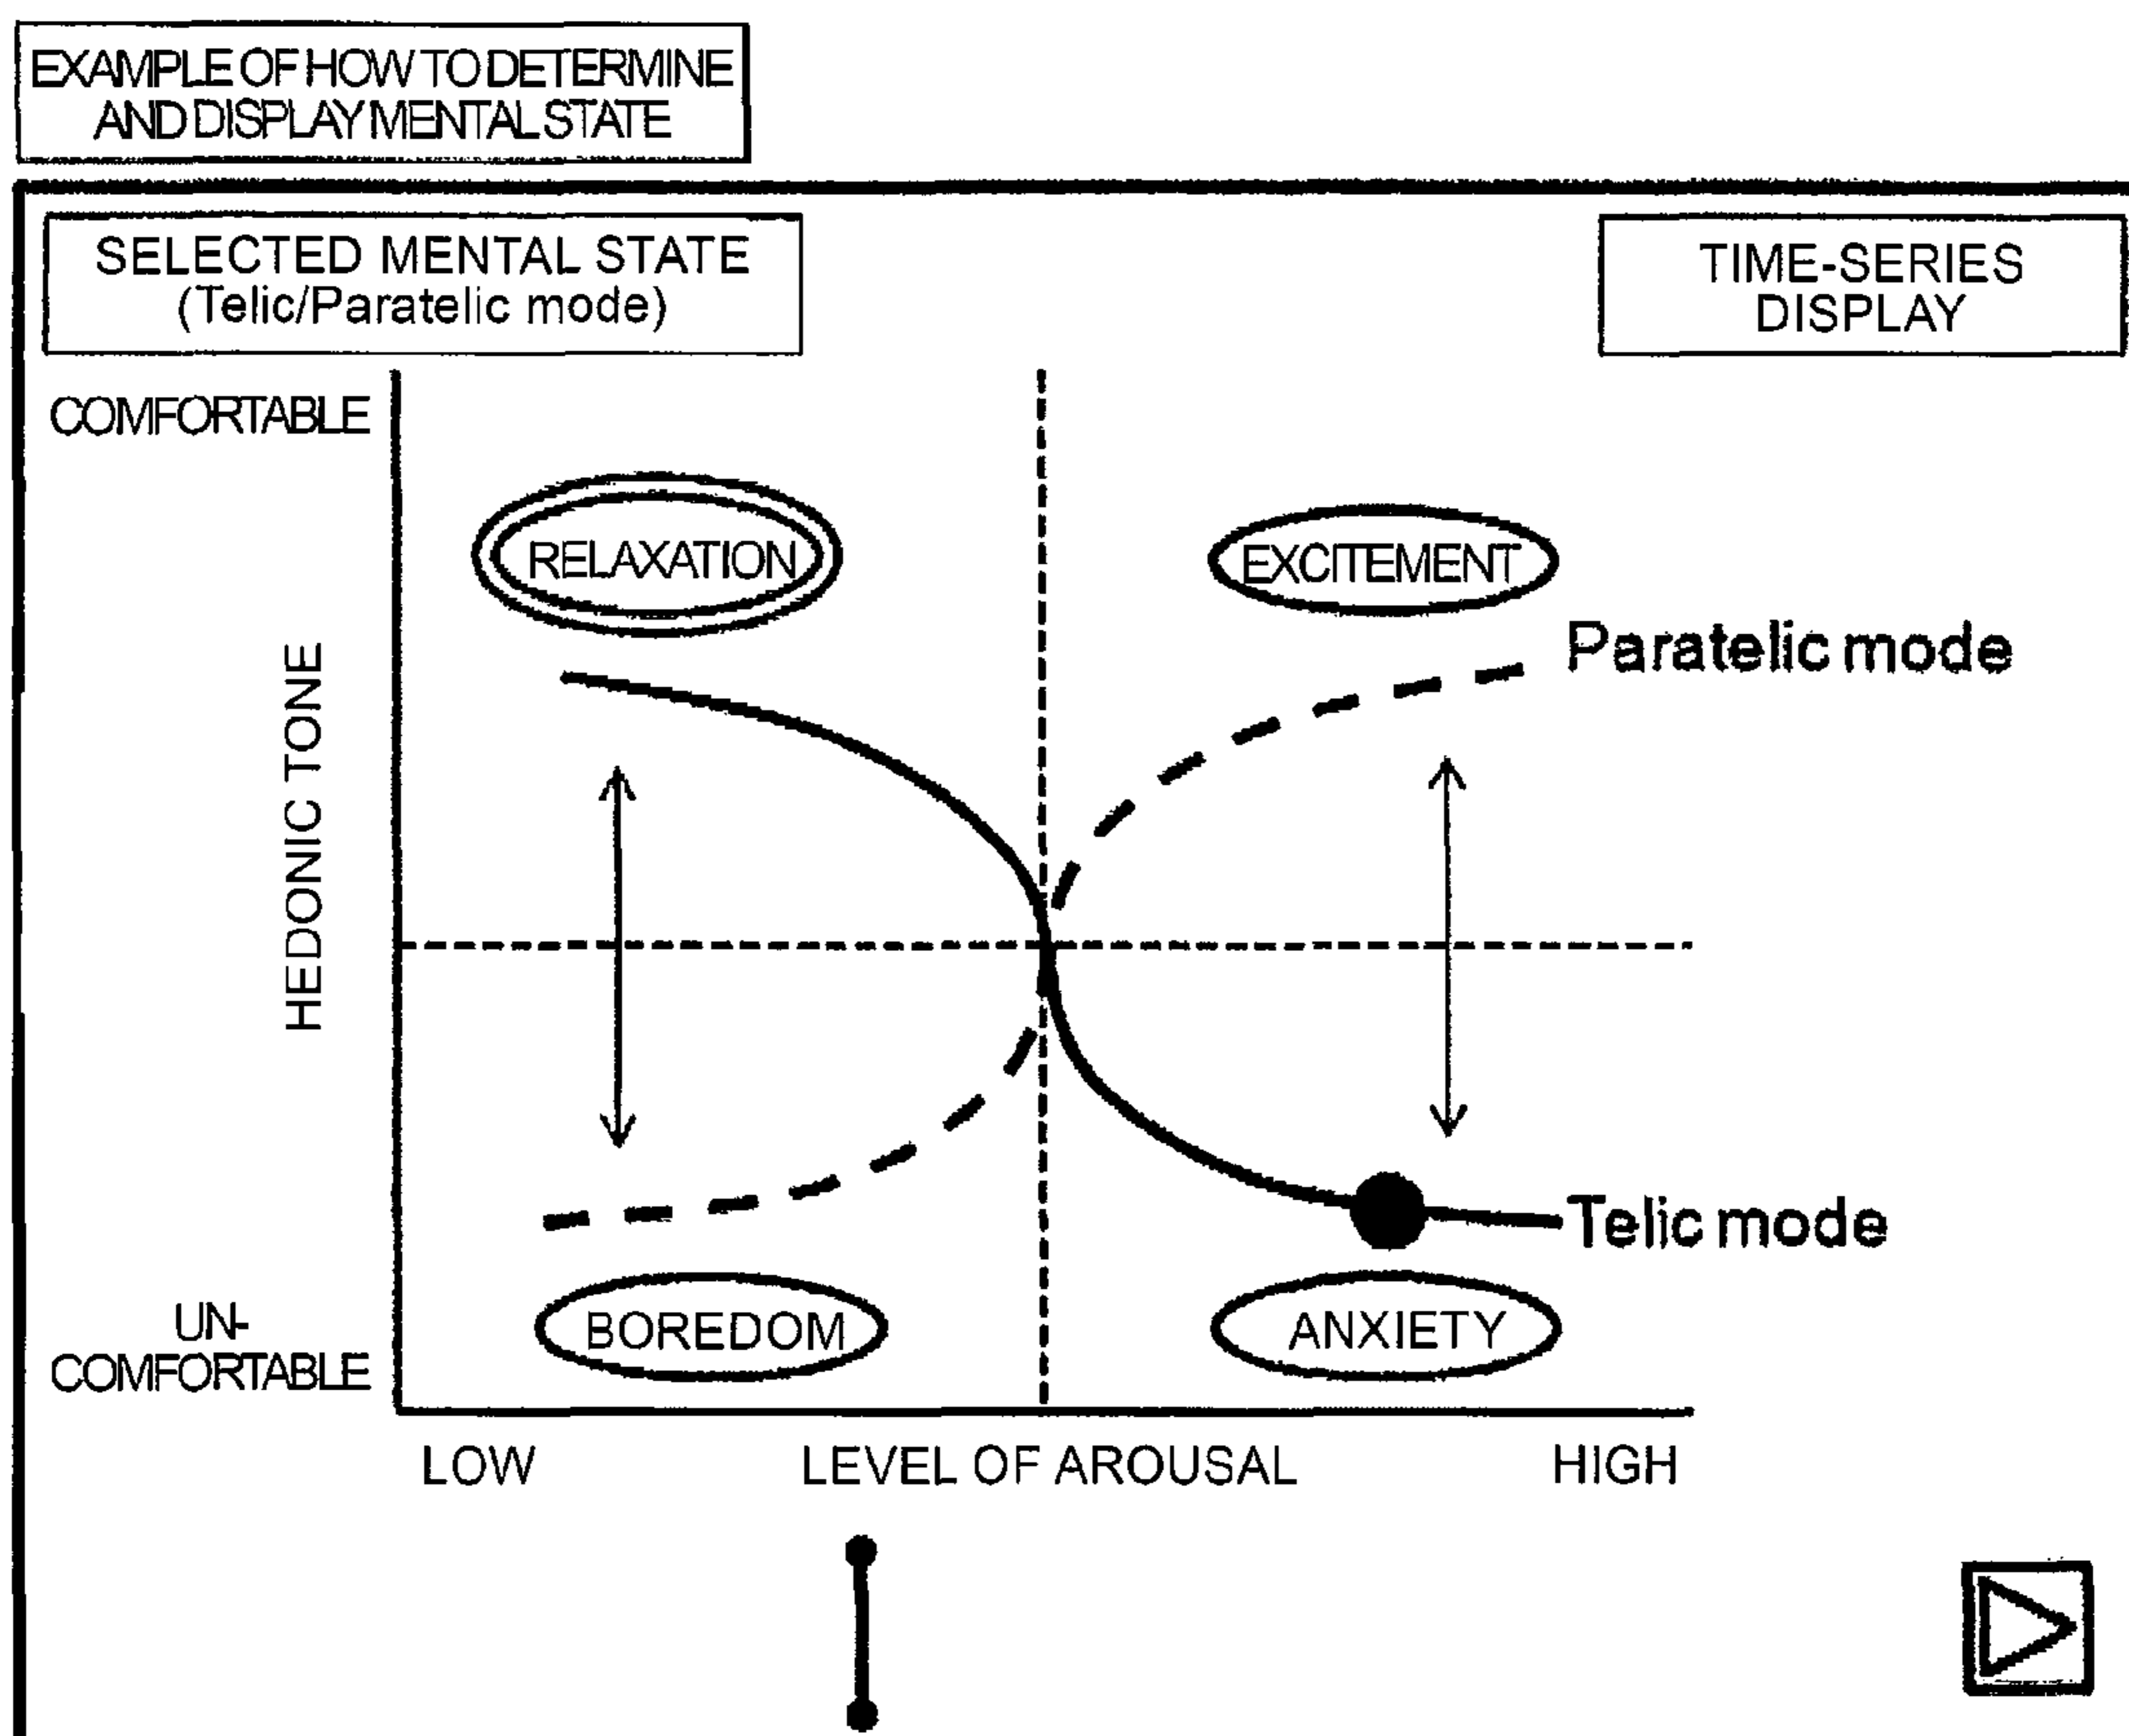 EXAMPLE OF HOW TO DETERMINE
AND DISPLAY MENTAL STATE
SELECTED MENTAL STATE
(Telic/Paratelic mode)
TIME-SERIES
DISPLAY
COMFORTABLE
RELAXATION
EXCITEMENT
Paratelic mode
HEDONIC TONE
Telic mode
UN-
COMFORTABLE
BOREDOM
ANXIETY
LOW
LEVEL OF AROUSAL
HIGH